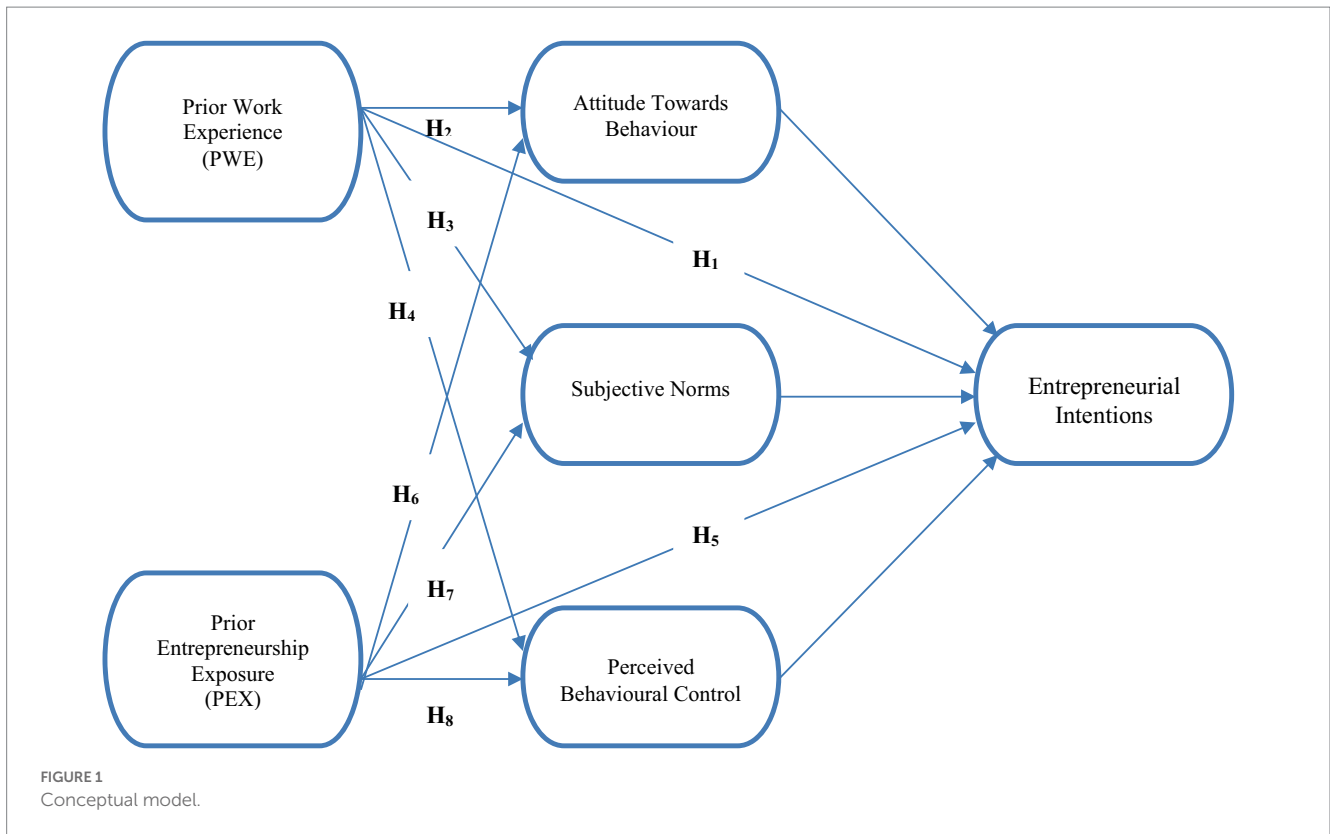 Prior Work
Experience
(PWE)
Attitude Towards
Behaviour
H₂
H₃
H₁
H₄
Subjective Norms
Entrepreneurial
Intentions
H₆
H₅
H₇
Prior
Entrepreneurship
Exposure
(PEX)
Perceived
Behavioural Control
H₈
FIGURE 1
Conceptual model.